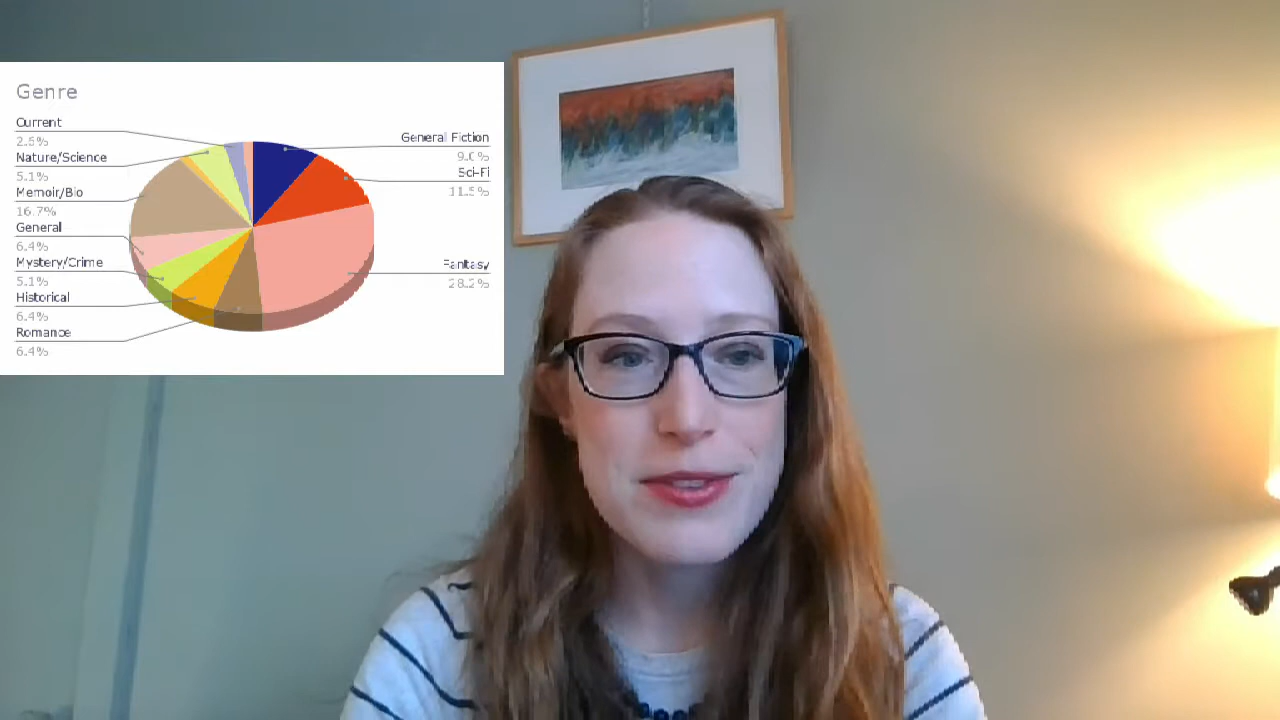 Genre
Current
2.6%
Nature/Science
5.1%
Memoir/Bio
16.7%
General
6.4%
Mystery/Crime
5.1%
Historical
6.4%
Romance
6.4%
General Fiction
9.0%
Sci-Fi
11.5%
Fantasy
28.2%